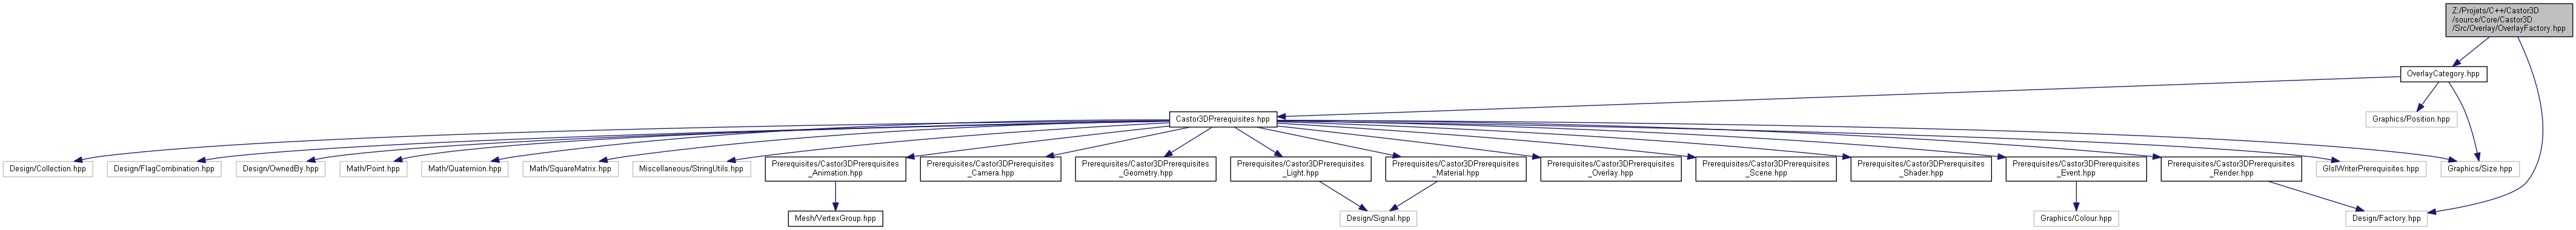 Z:/Projets/C++/Castor3D
/source/Core/Castor3D
/Src/Overlay/OverlayFactory.hpp
OverlayCategory.hpp
Castor3DPrerequisites.hpp
Graphics/Position.hpp
Design/Collection.hpp
Design/FlagCombination.hpp
Design/OwnedBy.hpp
Math/Point.hpp
Math/Quaternion.hpp
Math/SquareMatrix.hpp
Miscellaneous/StringUtils.hpp
Prerequisites/Castor3DPrerequisites
_Animation.hpp
Prerequisites/Castor3DPrerequisites
_Camera.hpp
Prerequisites/Castor3DPrerequisites
_Geometry.hpp
Prerequisites/Castor3DPrerequisites
_Light.hpp
Prerequisites/Castor3DPrerequisites
_Material.hpp
Prerequisites/Castor3DPrerequisites
_Overlay.hpp
Prerequisites/Castor3DPrerequisites
_Scene.hpp
Prerequisites/Castor3DPrerequisites
_Shader.hpp
Prerequisites/Castor3DPrerequisites
_Event.hpp
Prerequisites/Castor3DPrerequisites
_Render.hpp
GlslWriterPrerequisites.hpp
Graphics/Size.hpp
Mesh/VertexGroup.hpp
Design/Signal.hpp
Graphics/Colour.hpp
Design/Factory.hpp